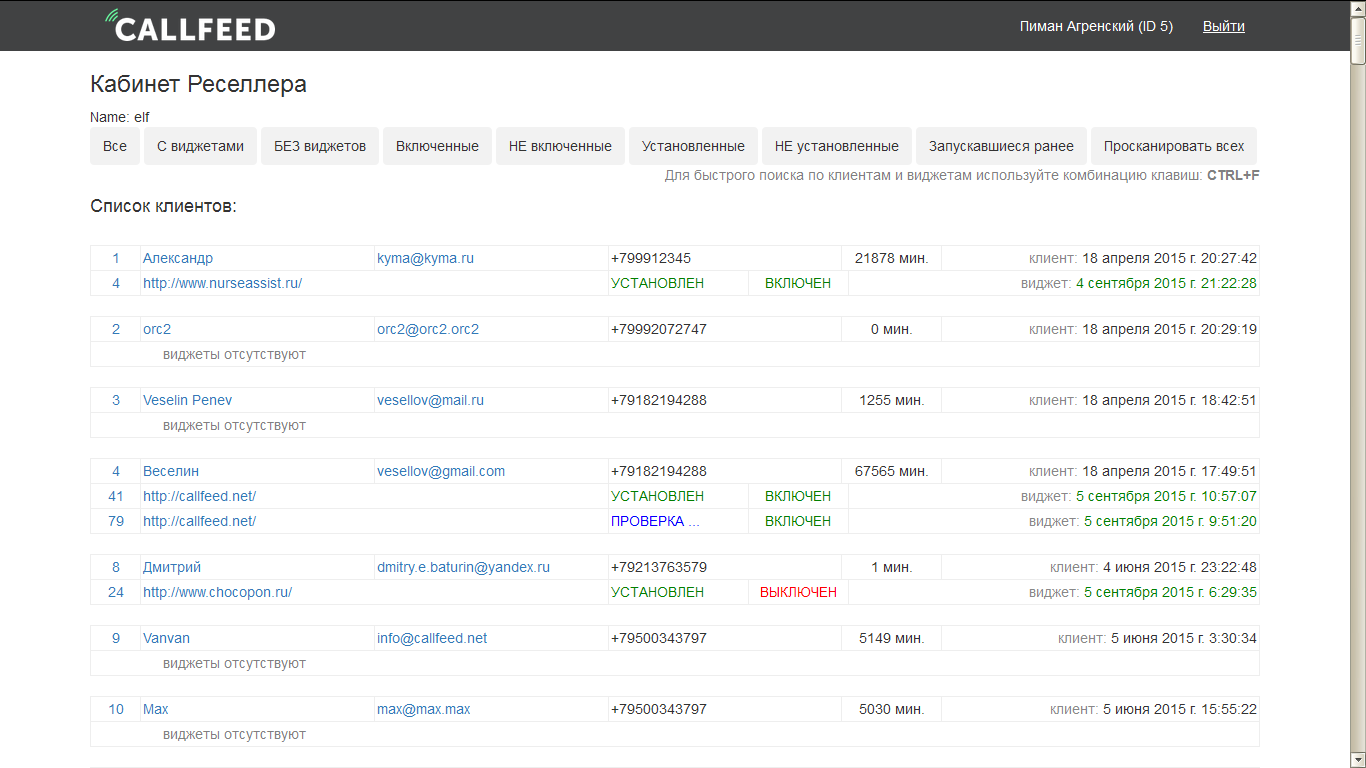 CALLFEED Пиман Агренский (ID 5) Выйти
Кабинет Реселлера
Name: elf
Все С виджетами БЕЗ виджетов Включенные НЕ включенные Установленные НЕ установленные Запускавшиеся ранее Просканировать всех
Для быстрого поиска по клиентам и виджетам используйте комбинацию клавиш: CTRL+F
Список клиентов:
1 Александр kyma@kyma.ru +799912345 21878 мин. клиент: 18 апреля 2015 г. 20:27:42
4 http://www.nurseassist.ru/ УСТАНОВЛЕН ВКЛЮЧЕН виджет: 4 сентября 2015 г. 21:22:28
2 orc2 orc2@orc2.orc2 +79992072747 0 мин. клиент: 18 апреля 2015 г. 20:29:19
виджеты отсутствуют
3 Veselin Penev vesellov@mail.ru +79182194288 1255 мин. клиент: 18 апреля 2015 г. 18:42:51
виджеты отсутствуют
4 Веселин vesellov@gmail.com +79182194288 67565 мин. клиент: 18 апреля 2015 г. 17:49:51
41 http://callfeed.net/ УСТАНОВЛЕН ВКЛЮЧЕН виджет: 5 сентября 2015 г. 10:57:07
79 http://callfeed.net/ ПРОВЕРКА ... ВКЛЮЧЕН виджет: 5 сентября 2015 г. 9:51:20
8 Дмитрий dmitry.e.baturin@yandex.ru +79213763579 1 мин. клиент: 4 июня 2015 г. 23:22:48
24 http://www.chocopon.ru/ УСТАНОВЛЕН ВЫКЛЮЧЕН виджет: 5 сентября 2015 г. 6:29:35
9 Vanvan info@callfeed.net +79500343797 5149 мин. клиент: 5 июня 2015 г. 3:30:34
виджеты отсутствуют
10 Max max@max.max +79500343797 5030 мин. клиент: 5 июня 2015 г. 15:55:22
виджеты отсутствуют